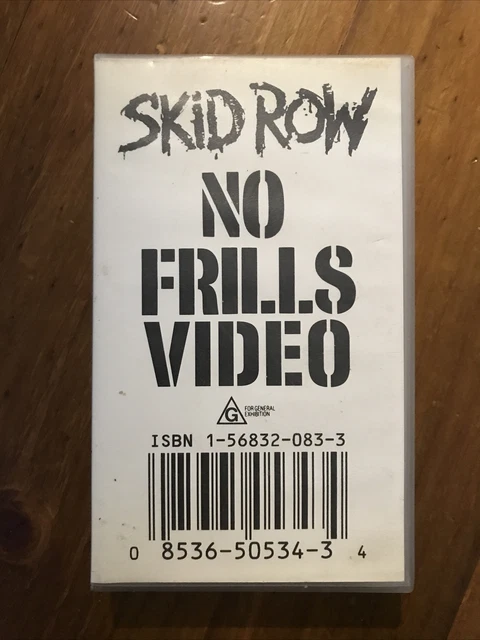 SKID ROW
NO
FRILLS
VIDEO
G FOR GENERAL
EXHIBITION
ISBN 1-56832-083-3
0 8536-50534-3 4